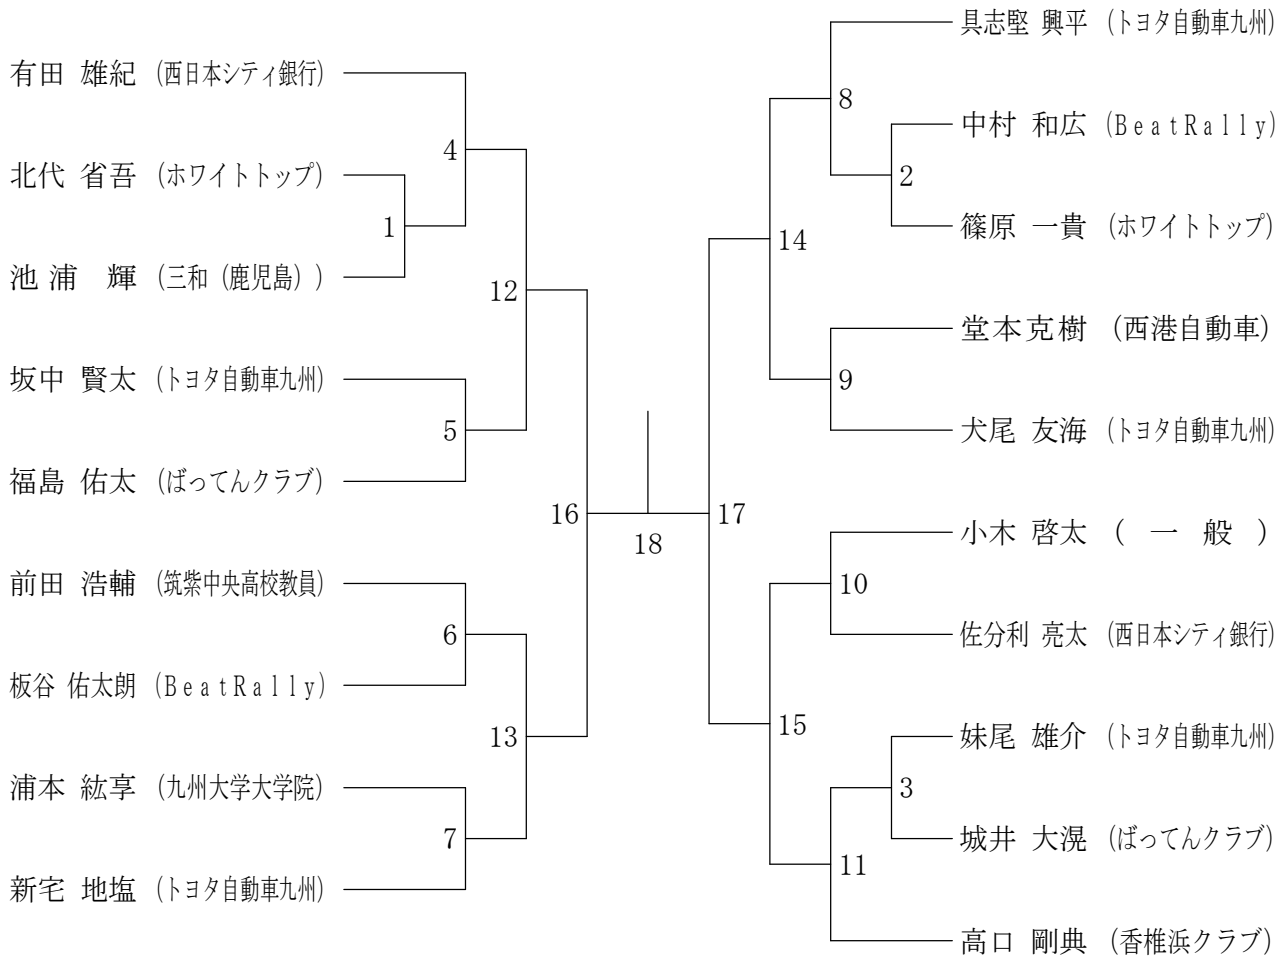 有田 雄紀 (西日本シティ銀行)
4
北代 省吾 (ホワイトトップ)
1
池浦 輝 (三和(鹿児島))
12
坂中 賢太 (トヨタ自動車九州)
5
福島 佑太 (ばってんクラブ)
16
前田 浩輔 (筑紫中央高校教員)
6
板谷 佑太朗 (BeatRally)
13
浦本 紘享 (九州大学大学院)
7
新宅 地塩 (トヨタ自動車九州)
18
具志堅 興平 (トヨタ自動車九州)
8
中村 和広 (BeatRally)
2
篠原 一貴 (ホワイトトップ)
14
堂本克樹 (西港自動車)
9
犬尾 友海 (トヨタ自動車九州)
17
小木 啓太 (一般)
10
佐分利 亮太 (西日本シティ銀行)
15
妹尾 雄介 (トヨタ自動車九州)
3
城井 大滉 (ばってんクラブ)
11
高口 剛典 (香椎浜クラブ)